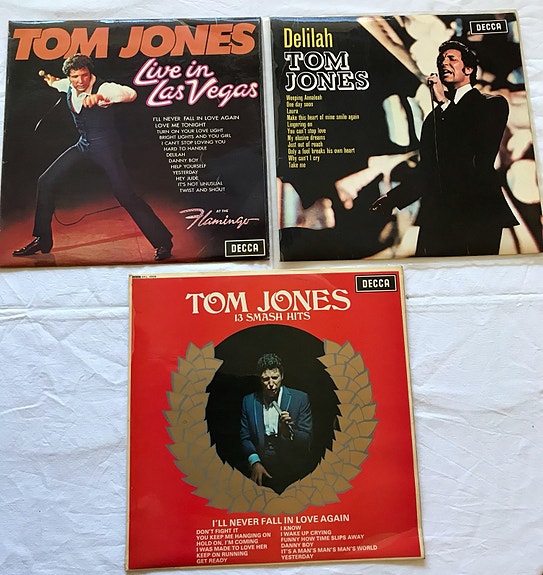 TOM JONES
Live in
Las Vegas
I'LL NEVER FALL IN LOVE AGAIN
LOVE ME TONIGHT
TURN ON YOUR LOVE LIGHT
BRIGHT LIGHTS AND YOU GIRL
I CAN'T STOP LOVING YOU
HARD TO HANDLE
DELILAH
DANNY BOY
HELP YOURSELF
YESTERDAY
HEY JUDE
IT'S NOT UNUSUAL
TWIST AND SHOUT
AT THE
Flamingo
DECCA
Delilah
TOM
JONES
DECCA
Weeping Annaleah
One day soon
Laura
Make this heart of mine smile again
Lingering on
You can't stop love
My elusive dreams
Just out of reach
Only a fool breaks his own heart
Why can't I cry
Take me
DECCA
TOM JONES
13 SMASH HITS
I'LL NEVER FALL IN LOVE AGAIN
DON'T FIGHT IT
YOU KEEP ME HANGING ON
HOLD ON, I'M COMING
I WAS MADE TO LOVE HER
KEEP ON RUNNING
GET READY
I KNOW
I WAKE UP CRYING
FUNNY HOW TIME SLIPS AWAY
DANNY BOY
IT'S A MAN'S MAN'S MAN'S WORLD
YESTERDAY